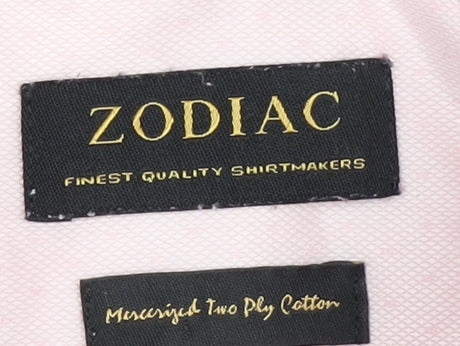 ZODIAC
FINEST QUALITY SHIRTMAKERS
Mercerized Two Ply Cotton